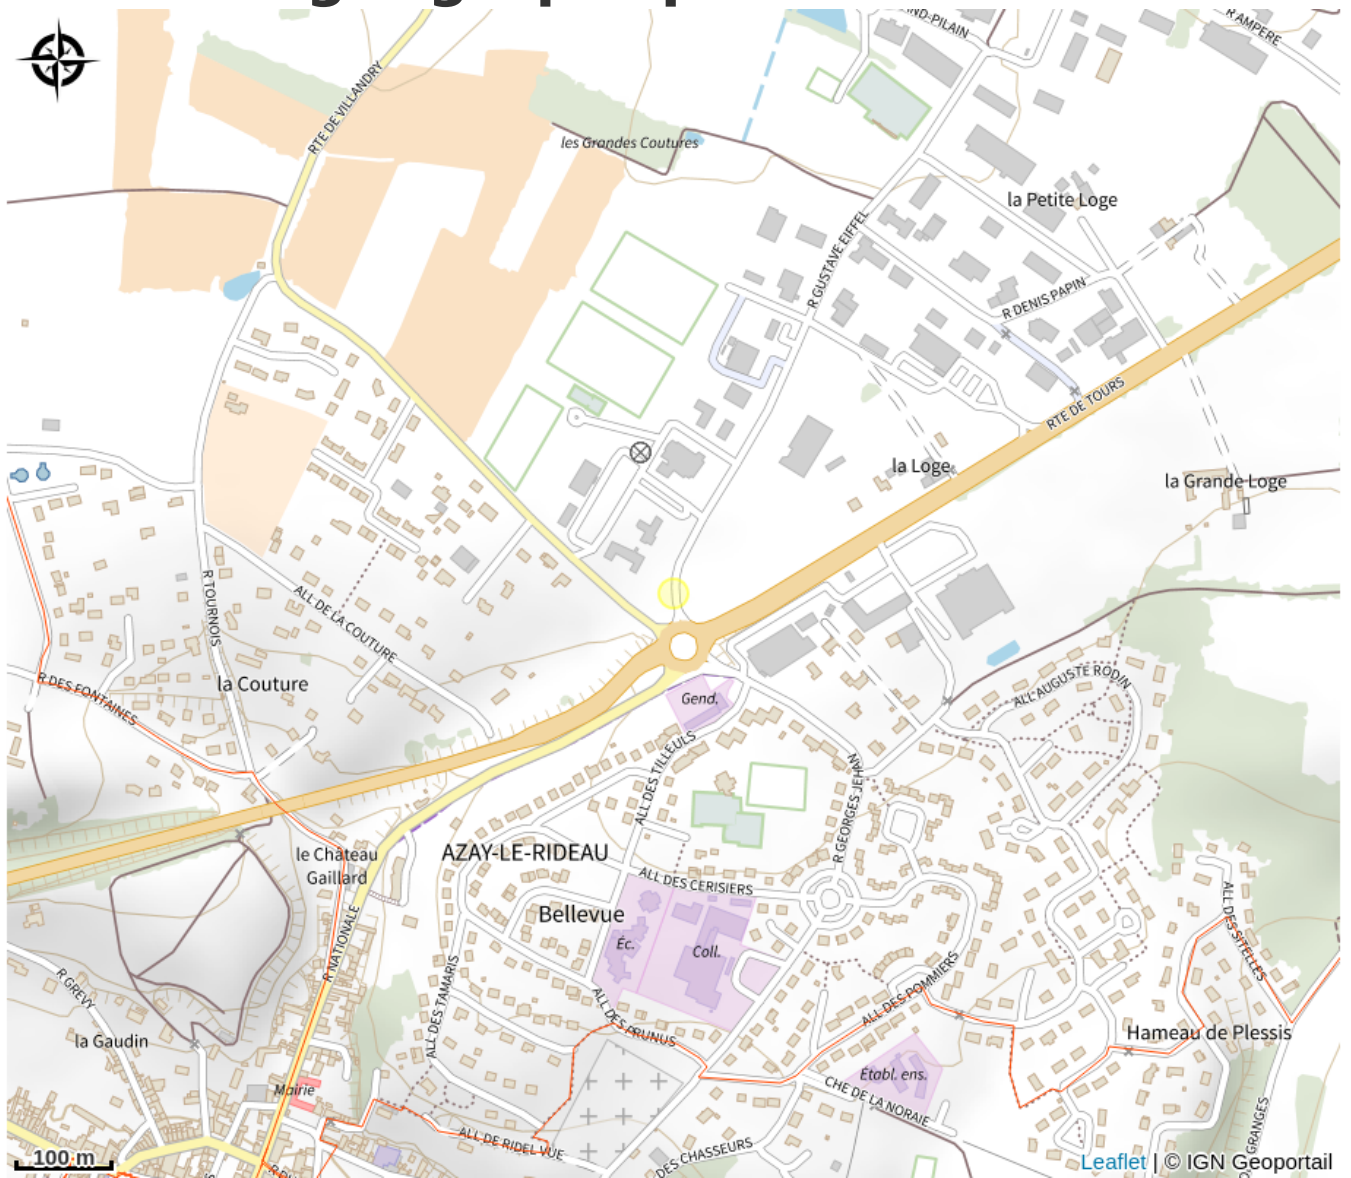 R AMPERE
RTE DE VILLANDRY
les Grandes Coutures
la Petite Loge
R GUSTAVE EIFFEL
R DENIS PAPIN
RTE DE TOURS
la Loge
la Grande Loge
R TOURNOIS
ALL DE LA COUTURE
R DES FONTAINES
la Couture
Gend.
ALL AUGUSTE RODIN
ALL DES TILLEULS
R GEORGES JEHAN
le Château
Gaillard
AZAY-LE-RIDEAU
ALL DES CERISIERS
Bellevue
ALL DES SITELLES
R NATIONALE
Éc.
Coll.
R GREVY
ALL DES TAMARIS
ALL DES POMMIERS
ALL DES PRUNUS
la Gaudin
Hameau de Plessis
Mairie
Établ. ens.
CHE DE LA NORAIE
ALL DE RIDEL VUE
DES CHASSEURS
GRANGES
100 m
Leaflet | © IGN Geoportail